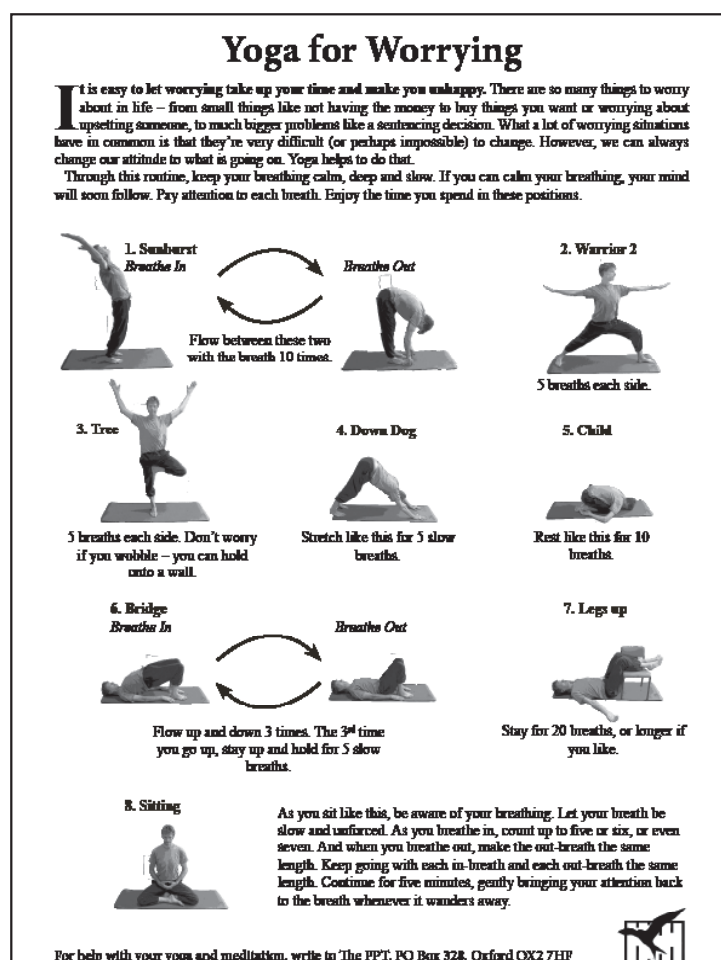 Yoga for Worrying
It is easy to let worrying take up your time and make you unhappy. There are so many things to worry
about in life – from small things like not having the money to buy things you want or worrying about
upsetting someone, to much bigger problems like a sentencing decision. What a lot of worrying situations
have in common is that they're very difficult (or perhaps impossible) to change. However, we can always
change our attitude to what is going on. Yoga helps to do that.
Through this routine, keep your breathing calm, deep and slow. If you can calm your breathing, your mind
will soon follow. Pay attention to each breath. Enjoy the time you spend in these positions.
1. Sunburst
Breathe In
Breathe Out
Flow between these two
with the breath 10 times.
2. Warrior 2
5 breaths each side.
3. Tree
5 breaths each side. Don't worry
if you wobble – you can hold
onto a wall.
4. Down Dog
Stretch like this for 5 slow
breaths.
5. Child
Rest like this for 10
breaths.
6. Bridge
Breathe In
Breathe Out
Flow up and down 3 times. The 3rd time
you go up, stay up and hold for 5 slow
breaths.
7. Legs up
Stay for 20 breaths, or longer if
you like.
8. Sitting
As you sit like this, be aware of your breathing. Let your breath be
slow and unforced. As you breathe in, count up to five or six, or even
seven. And when you breathe out, make the out-breath the same
length. Keep going with each in-breath and each out-breath the same
length. Continue for five minutes, gently bringing your attention back
to the breath whenever it wanders away.
For help with your yoga and meditation, write to The PPT, PO Box 328, Oxford OX2 7HF